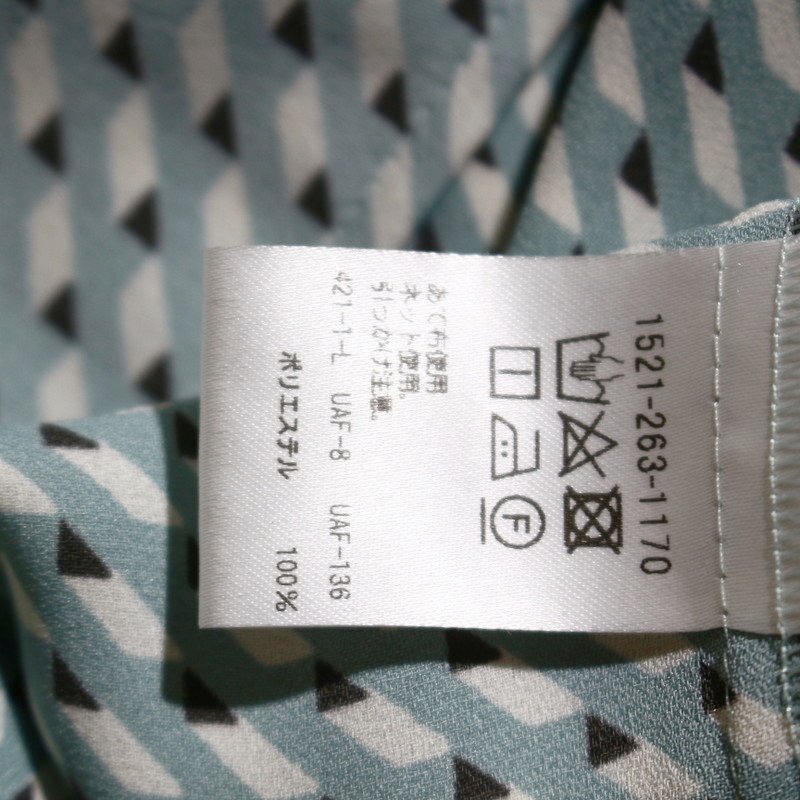 1521-263-1170
F
あて布使用
ネット使用。
引っかけ注意。
421-1-L UAF-8 UAF-136
ポリエステル 100%